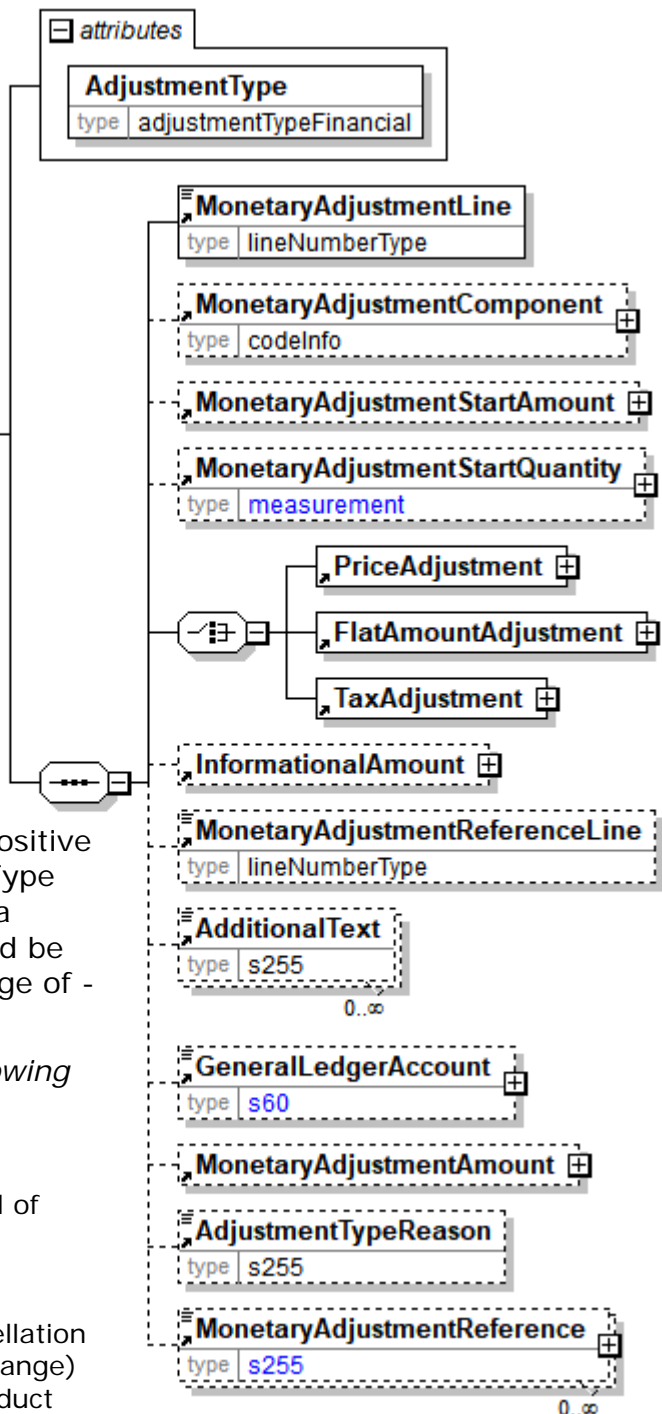 attributes
AdjustmentType
type adjustmentTypeFinancial
MonetaryAdjustmentLine
type lineNumberType
MonetaryAdjustmentComponent
type codeInfo
MonetaryAdjustmentStartAmount
MonetaryAdjustmentStartQuantity
type measurement
PriceAdjustment
FlatAmountAdjustment
TaxAdjustment
InformationalAmount
MonetaryAdjustmentReferenceLine
type lineNumberType
AdditionalText
type s255
0..∞
GeneralLedgerAccount
type s60
MonetaryAdjustmentAmount
AdjustmentTypeReason
type s255
MonetaryAdjustmentReference
type s255
0..∞
ositive
ype
a
d be
ge of -
owing
l of
ellation
ange)
duct